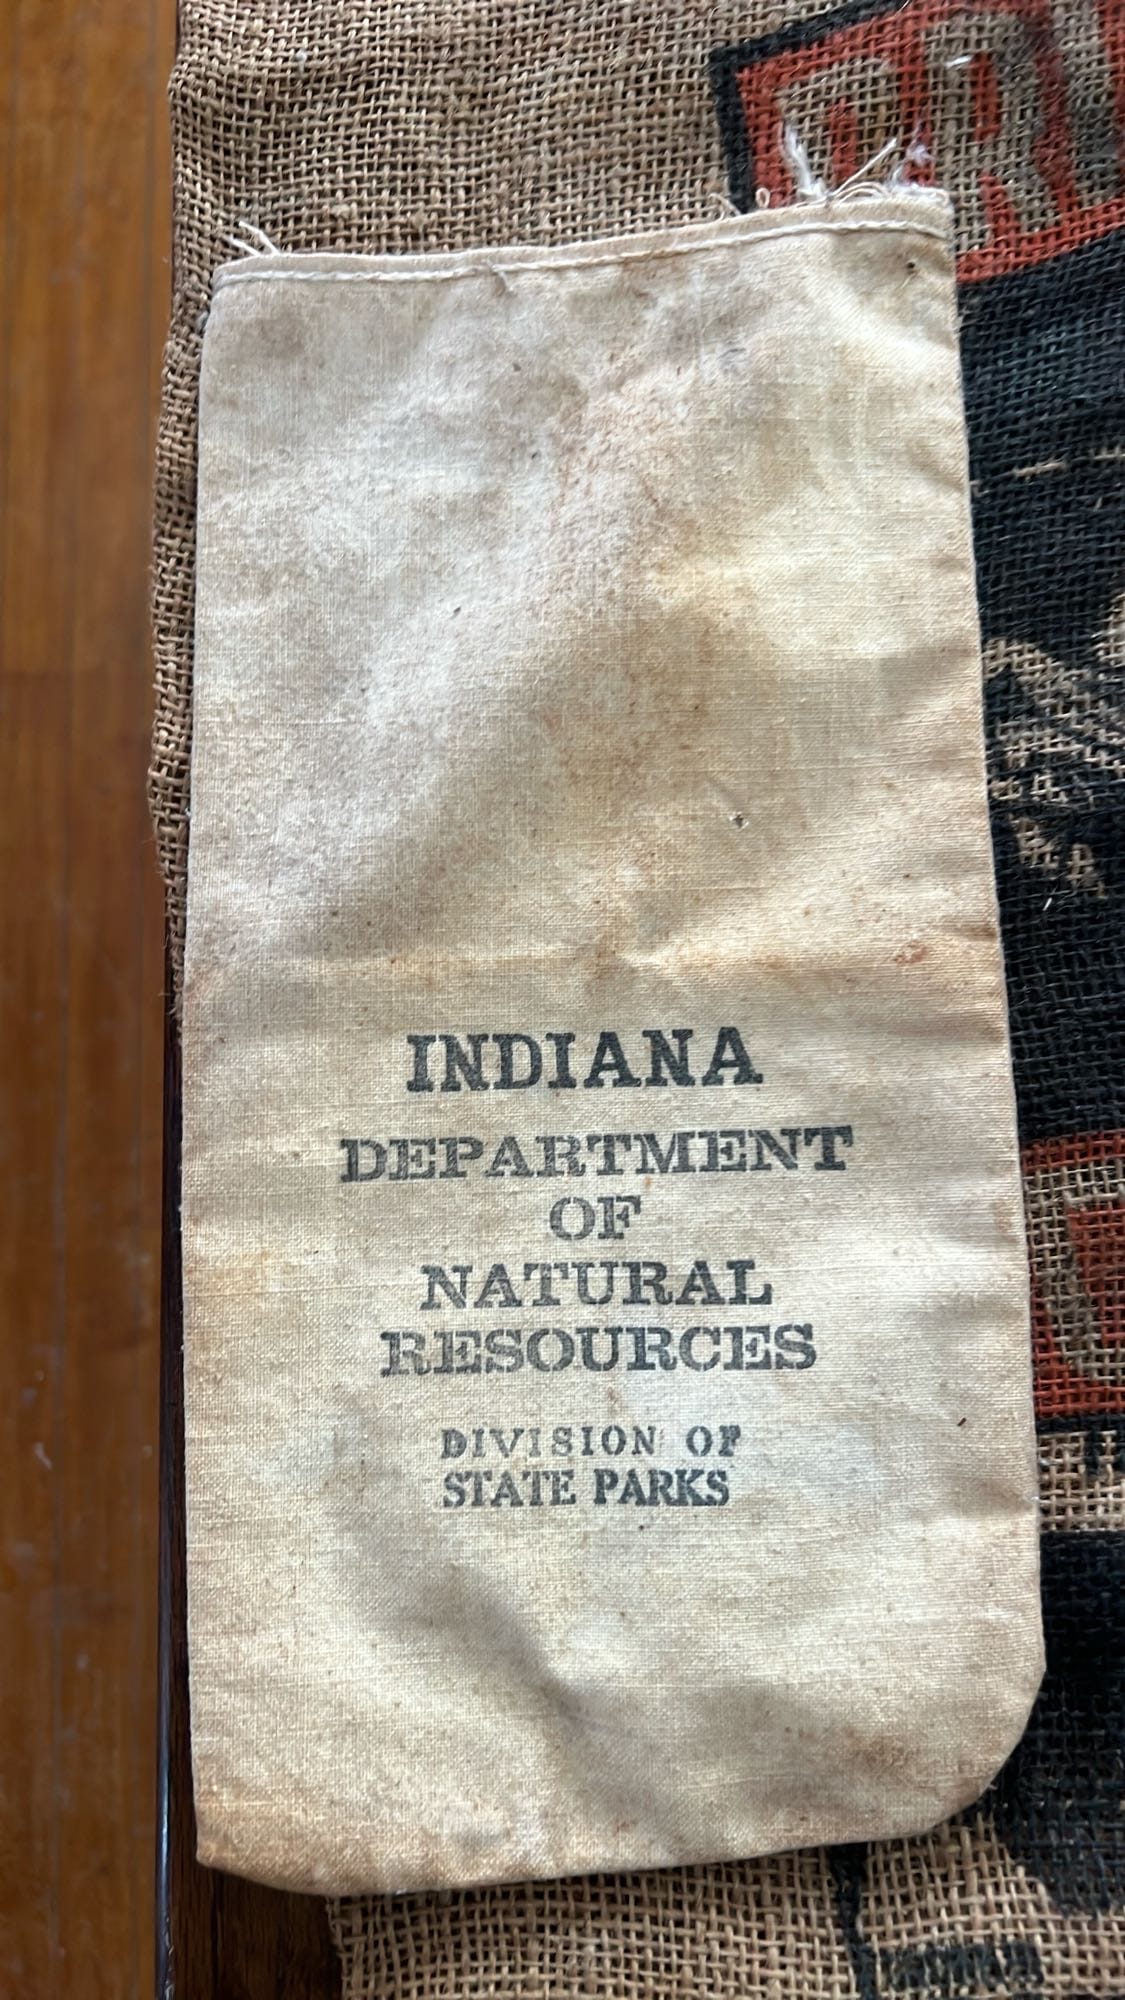 INDIANA
DEPARTMENT
OF
NATURAL
RESOURCES
DIVISION OF
STATE PARKS